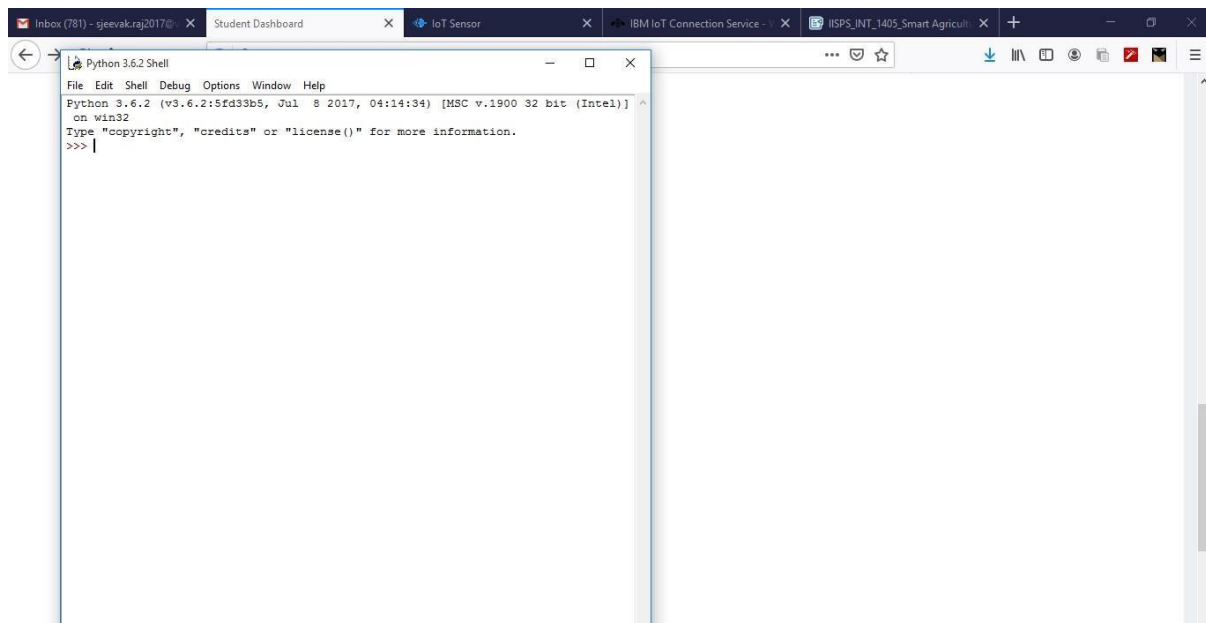 Inbox (781) - sjeevak.raj2017@
Student Dashboard
IoT Sensor
IBM IoT Connection Service -
IISPS_INT_1405_Smart Agricult
Python 3.6.2 Shell
File Edit Shell Debug Options Window Help
Python 3.6.2 (v3.6.2:5fd33b5, Jul  8 2017, 04:14:34) [MSC v.1900 32 bit (Intel)]
 on win32
Type "copyright", "credits" or "license()" for more information.
>>>